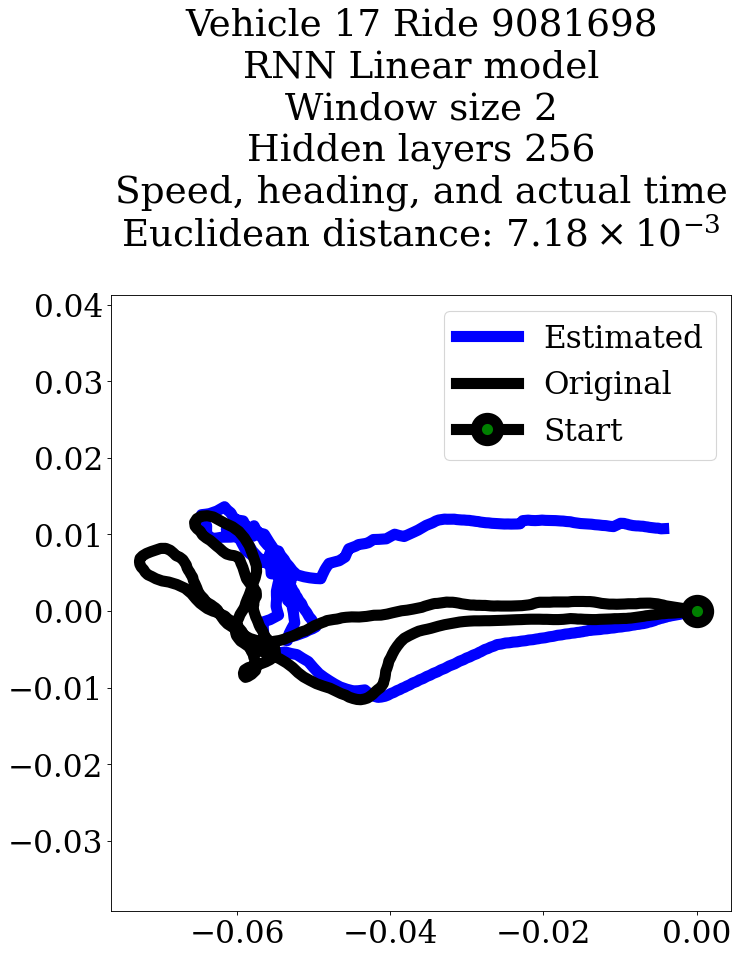 Vehicle 17 Ride 9081698
RNN Linear model
Window size 2
Hidden layers 256
Speed, heading, and actual time
Euclidean distance: 7.18 × 10⁻³
0.04
0.03
0.02
0.01
0.00
−0.01
−0.02
−0.03
Estimated
Original
Start
−0.06
−0.04
−0.02
0.00